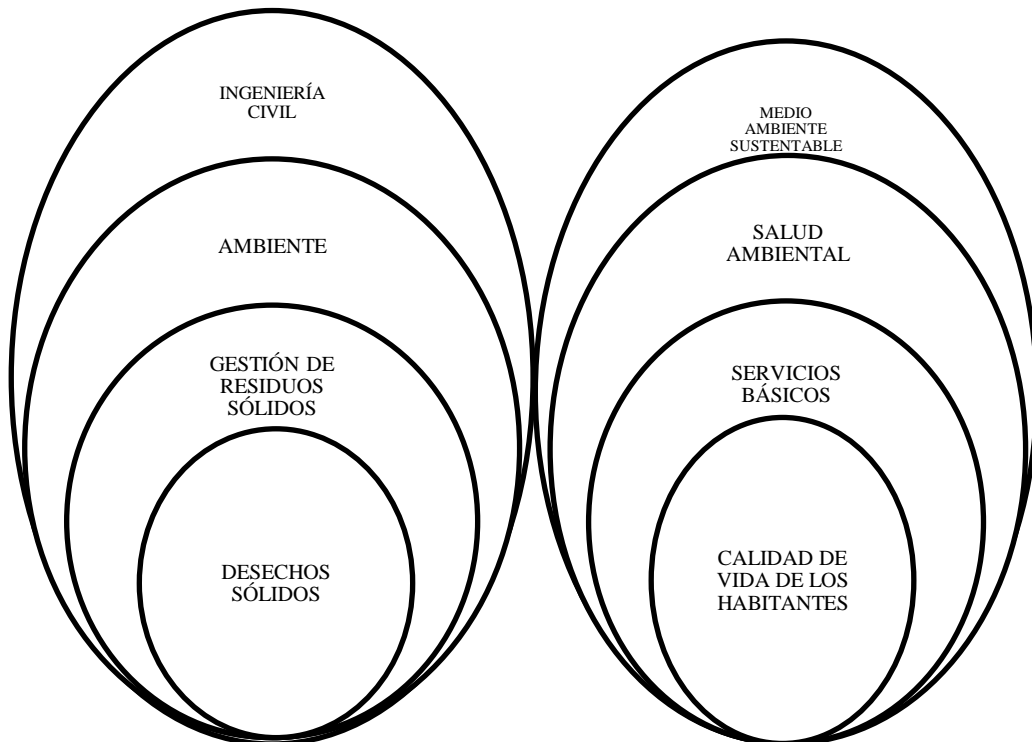 INGENIERÍA
CIVIL
AMBIENTE
GESTIÓN DE
RESIDUOS
SÓLIDOS
DESECHOS
SÓLIDOS
MEDIO
AMBIENTE
SUSTENTABLE
SALUD
AMBIENTAL
SERVICIOS
BÁSICOS
CALIDAD DE
VIDA DE LOS
HABITANTES